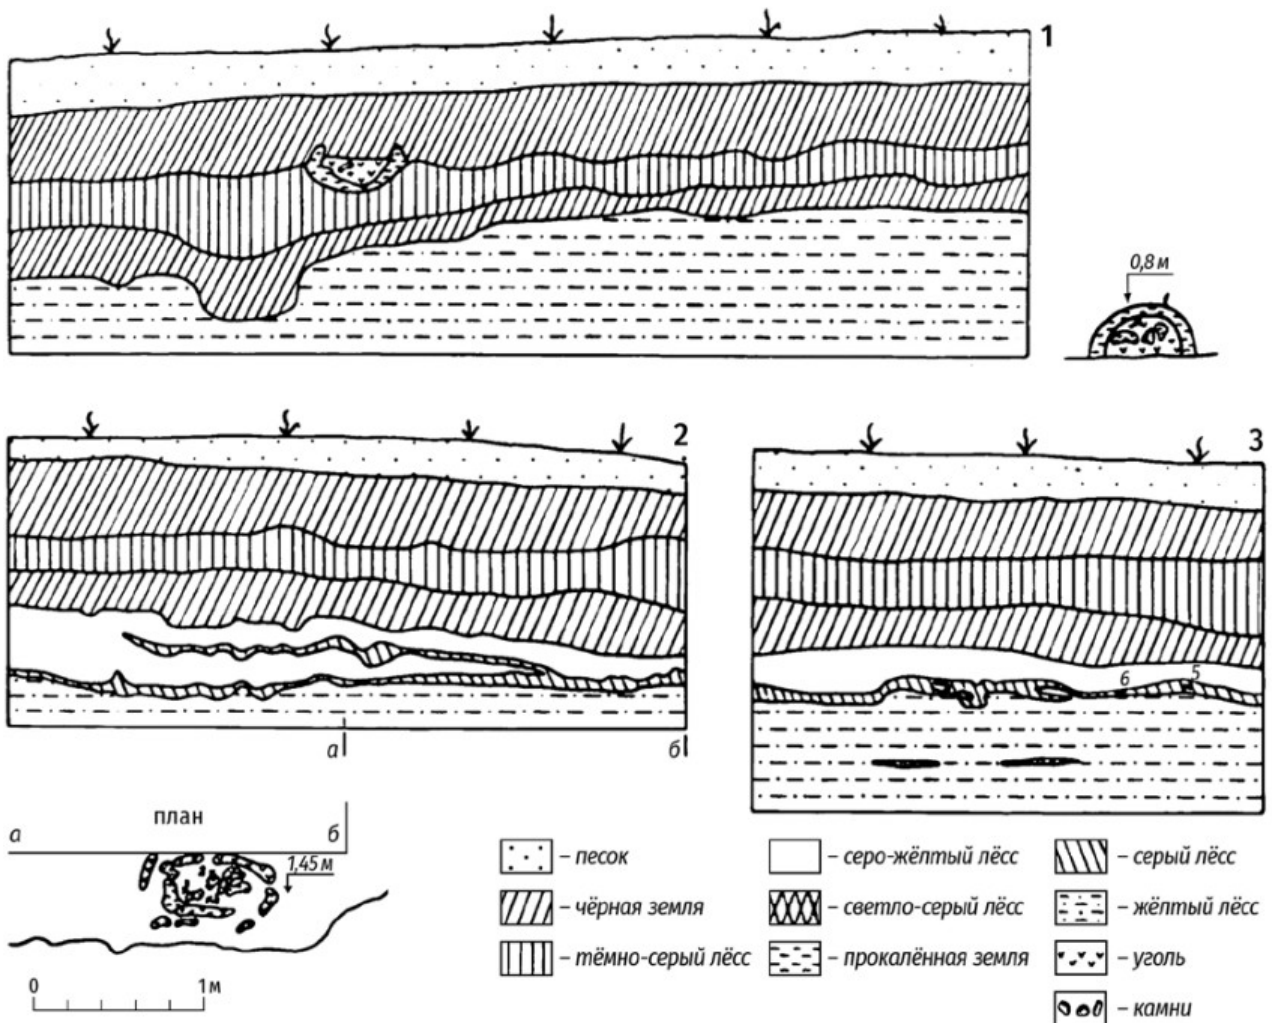 1
0,8 м
2
3
6
5
а
б
план
а
б
1,45 м
0
1 м
– песок
– чёрная земля
– тёмно-серый лёсс
– серо-жёлтый лёсс
– светло-серый лёсс
– прокалённая земля
– серый лёсс
– жёлтый лёсс
– уголь
– камни